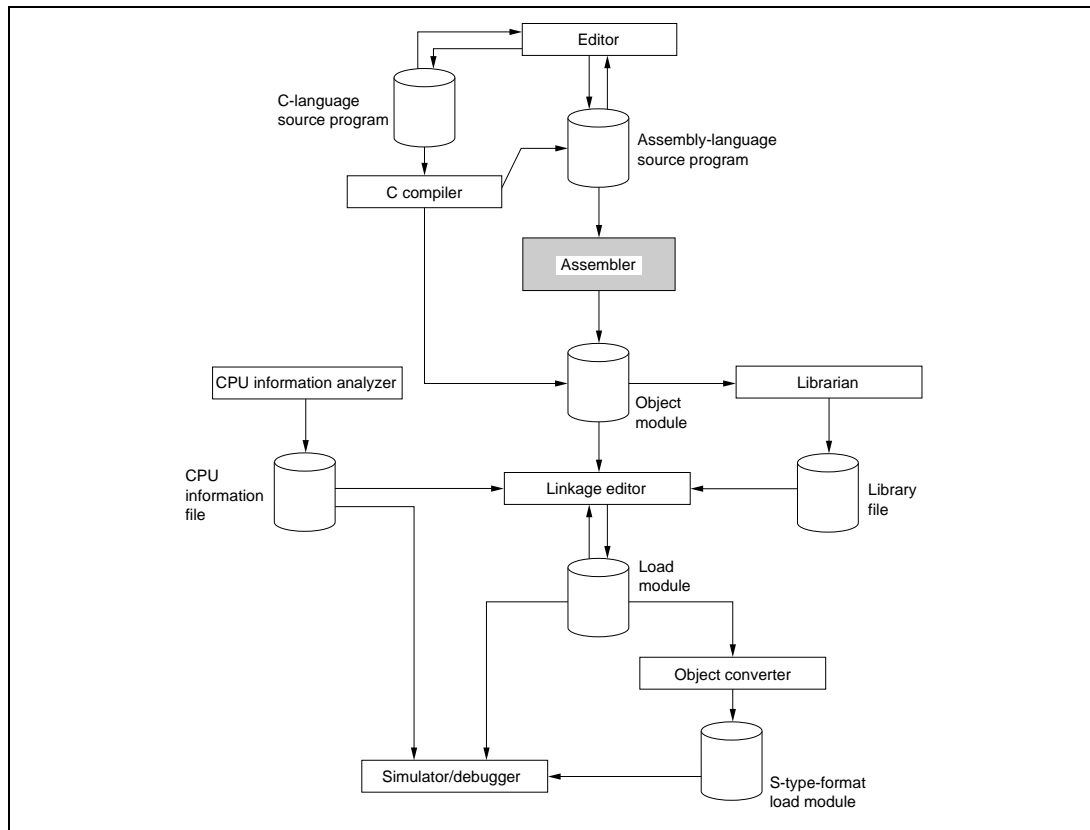 Editor
C-language
source program
Assembly-language
source program
C compiler
Assembler
CPU information analyzer
Librarian
Object
module
CPU
information
file
Linkage editor
Library
file
Load
module
Object converter
Simulator/debugger
S-type-format
load module